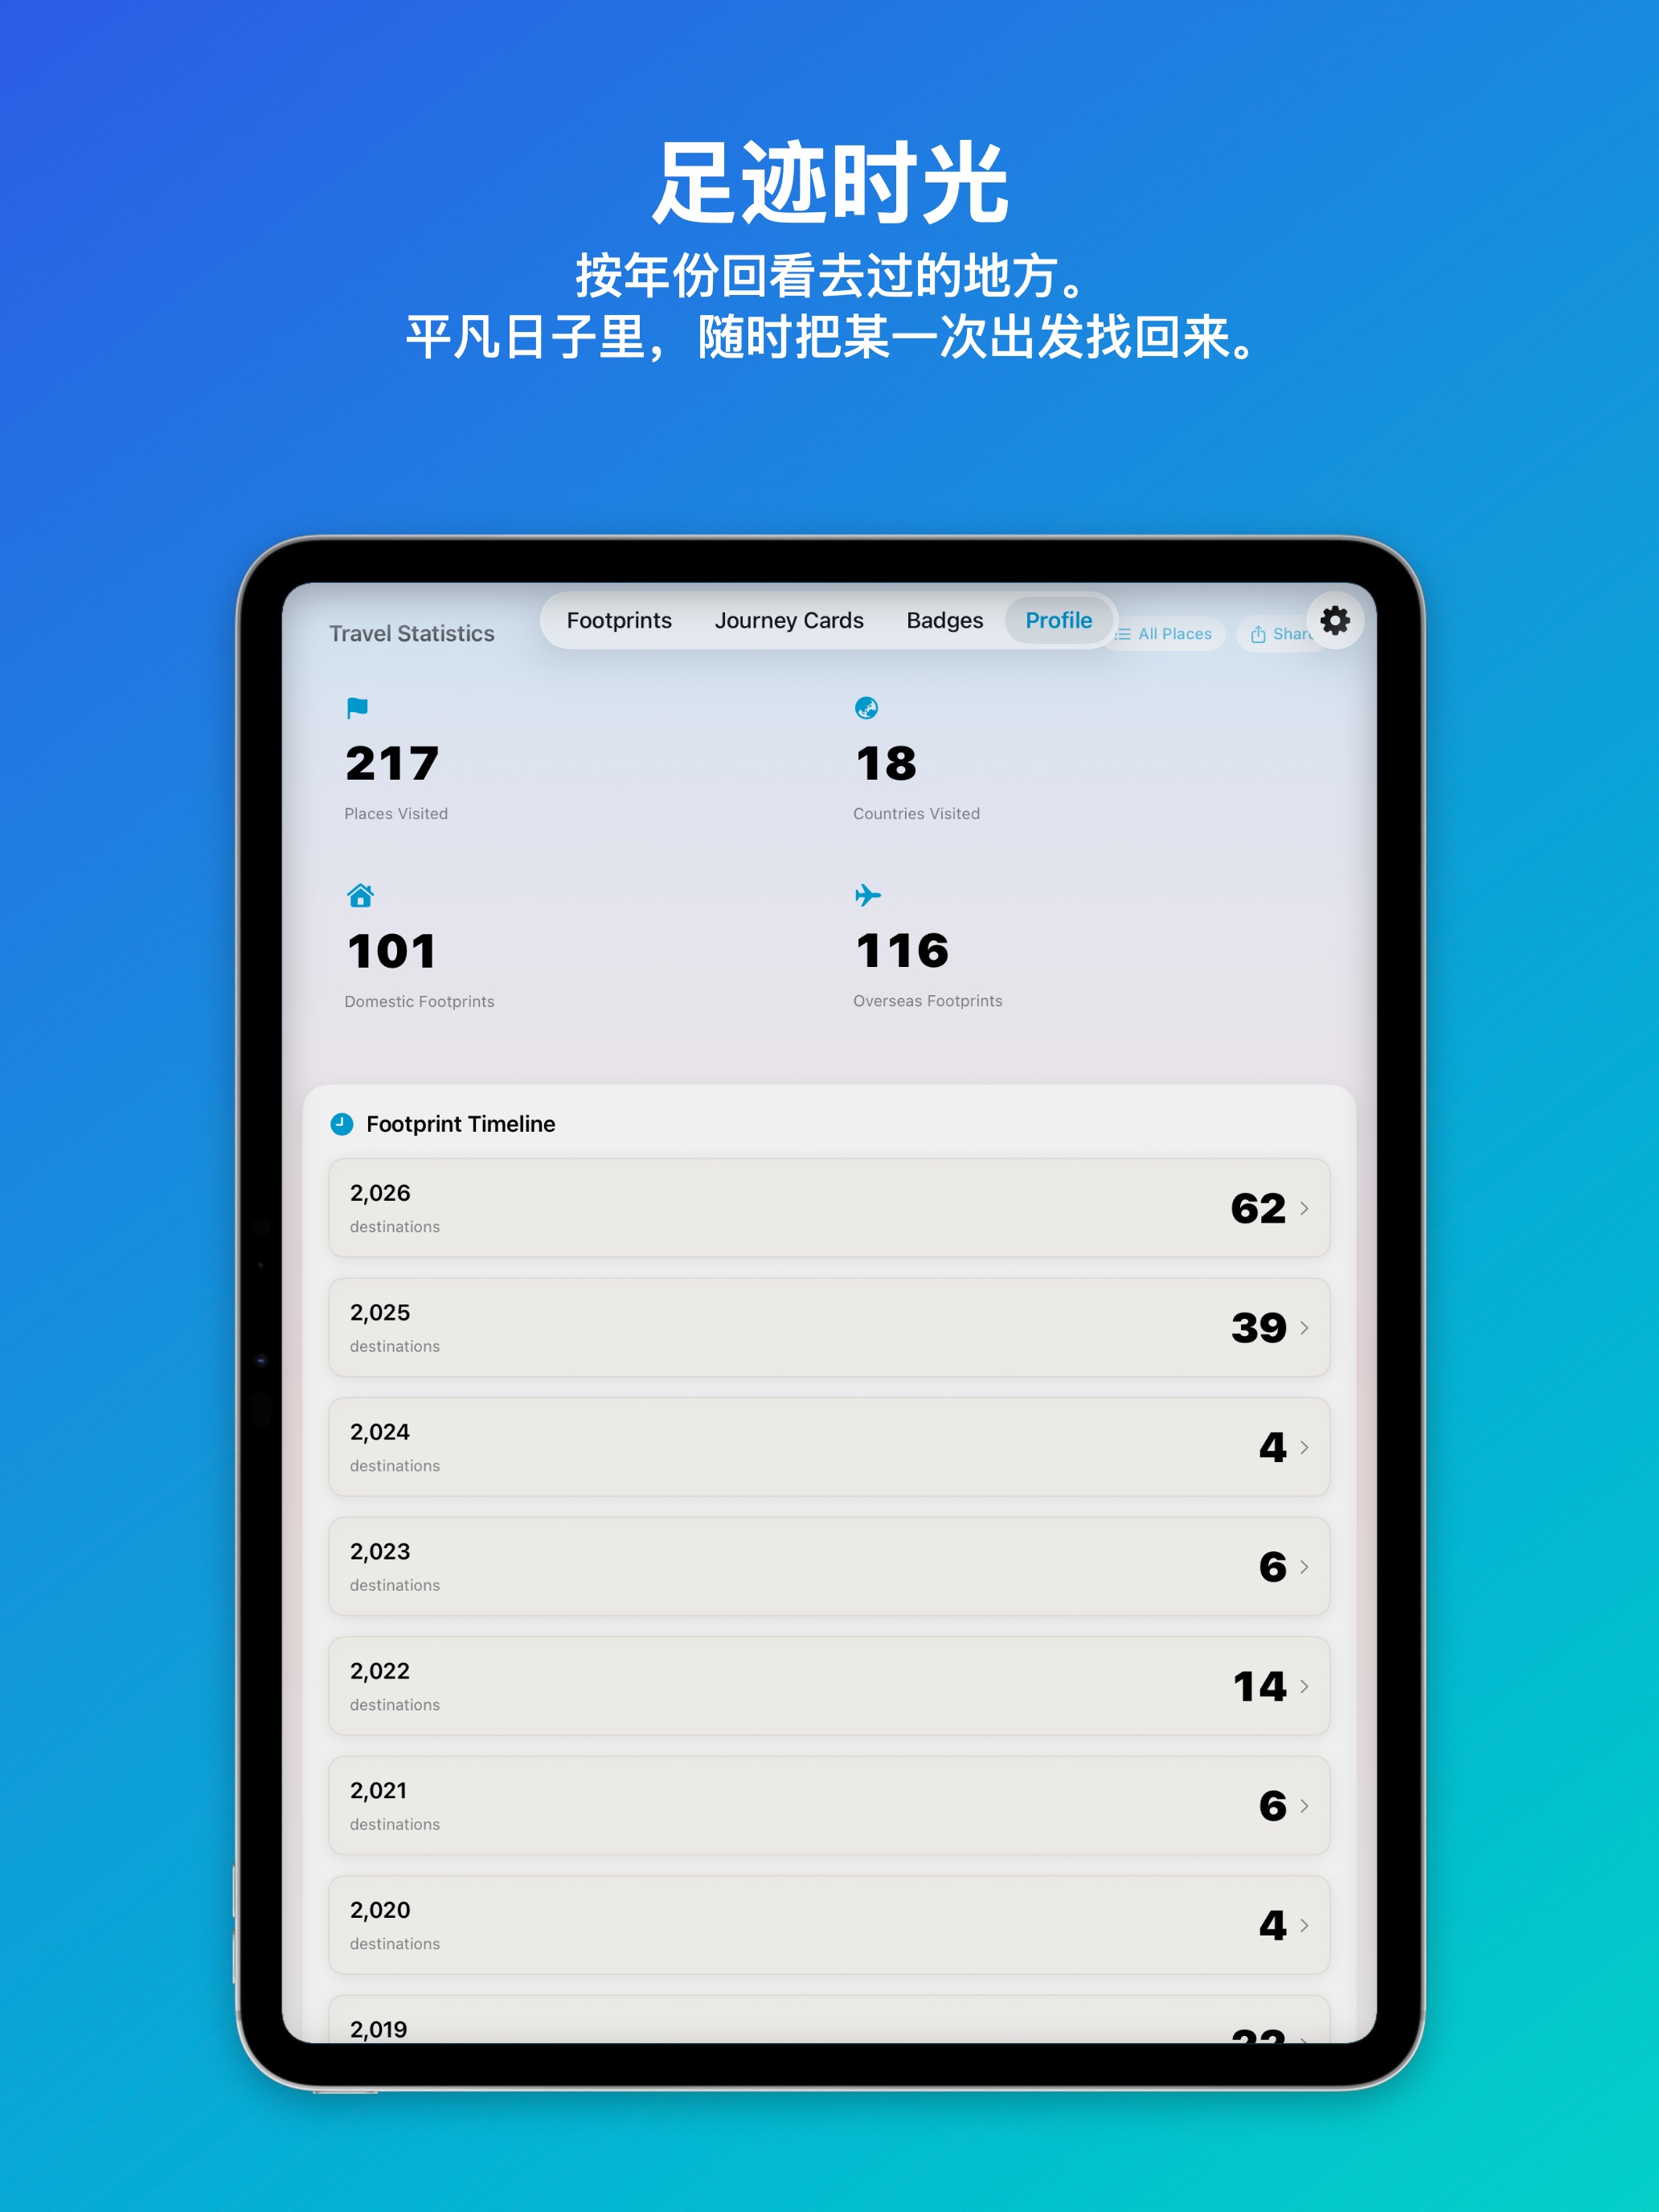 足迹时光
按年份回看去过的地方。
平凡日子里，随时把某一次出发找回来。
Travel Statistics
Footprints Journey Cards Badges Profile
All Places
Share
217
Places Visited
18
Countries Visited
101
Domestic Footprints
116
Overseas Footprints
Footprint Timeline
2,026
destinations
62
2,025
destinations
39
2,024
destinations
4
2,023
destinations
6
2,022
destinations
14
2,021
destinations
6
2,020
destinations
4
2,019